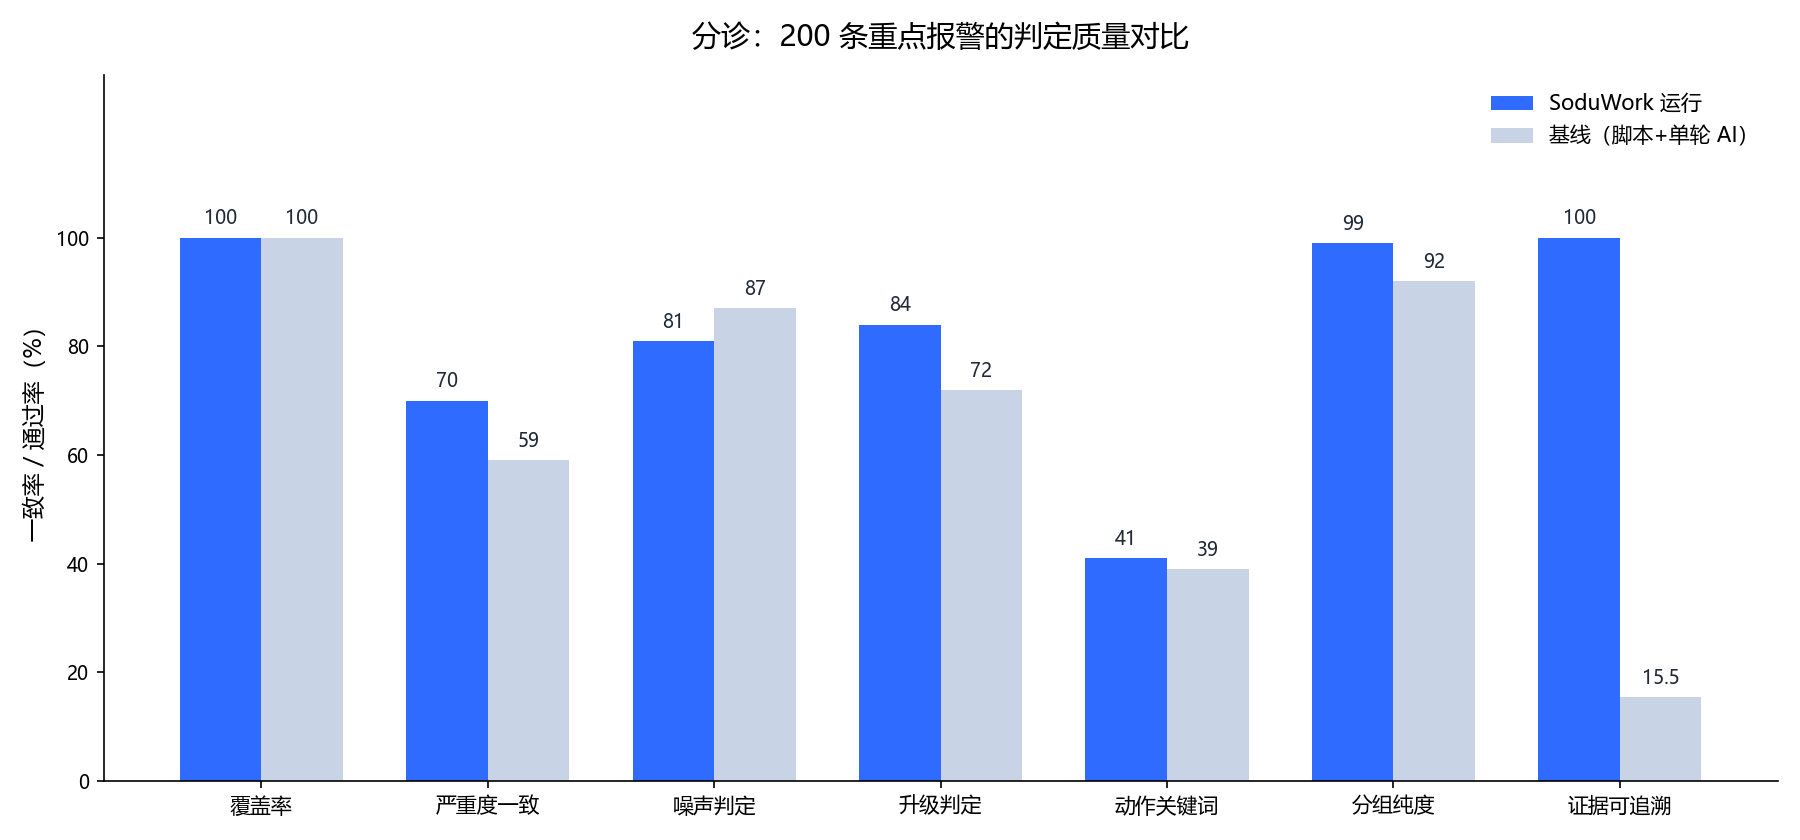 分诊：200 条重点报警的判定质量对比
SoduWork 运行
基线（脚本+单轮 AI）
一致率 / 通过率（%）
100
80
60
40
20
0
100
100
70
59
81
87
84
72
41
39
99
92
100
15.5
覆盖率
严重度一致
噪声判定
升级判定
动作关键词
分组纯度
证据可追溯